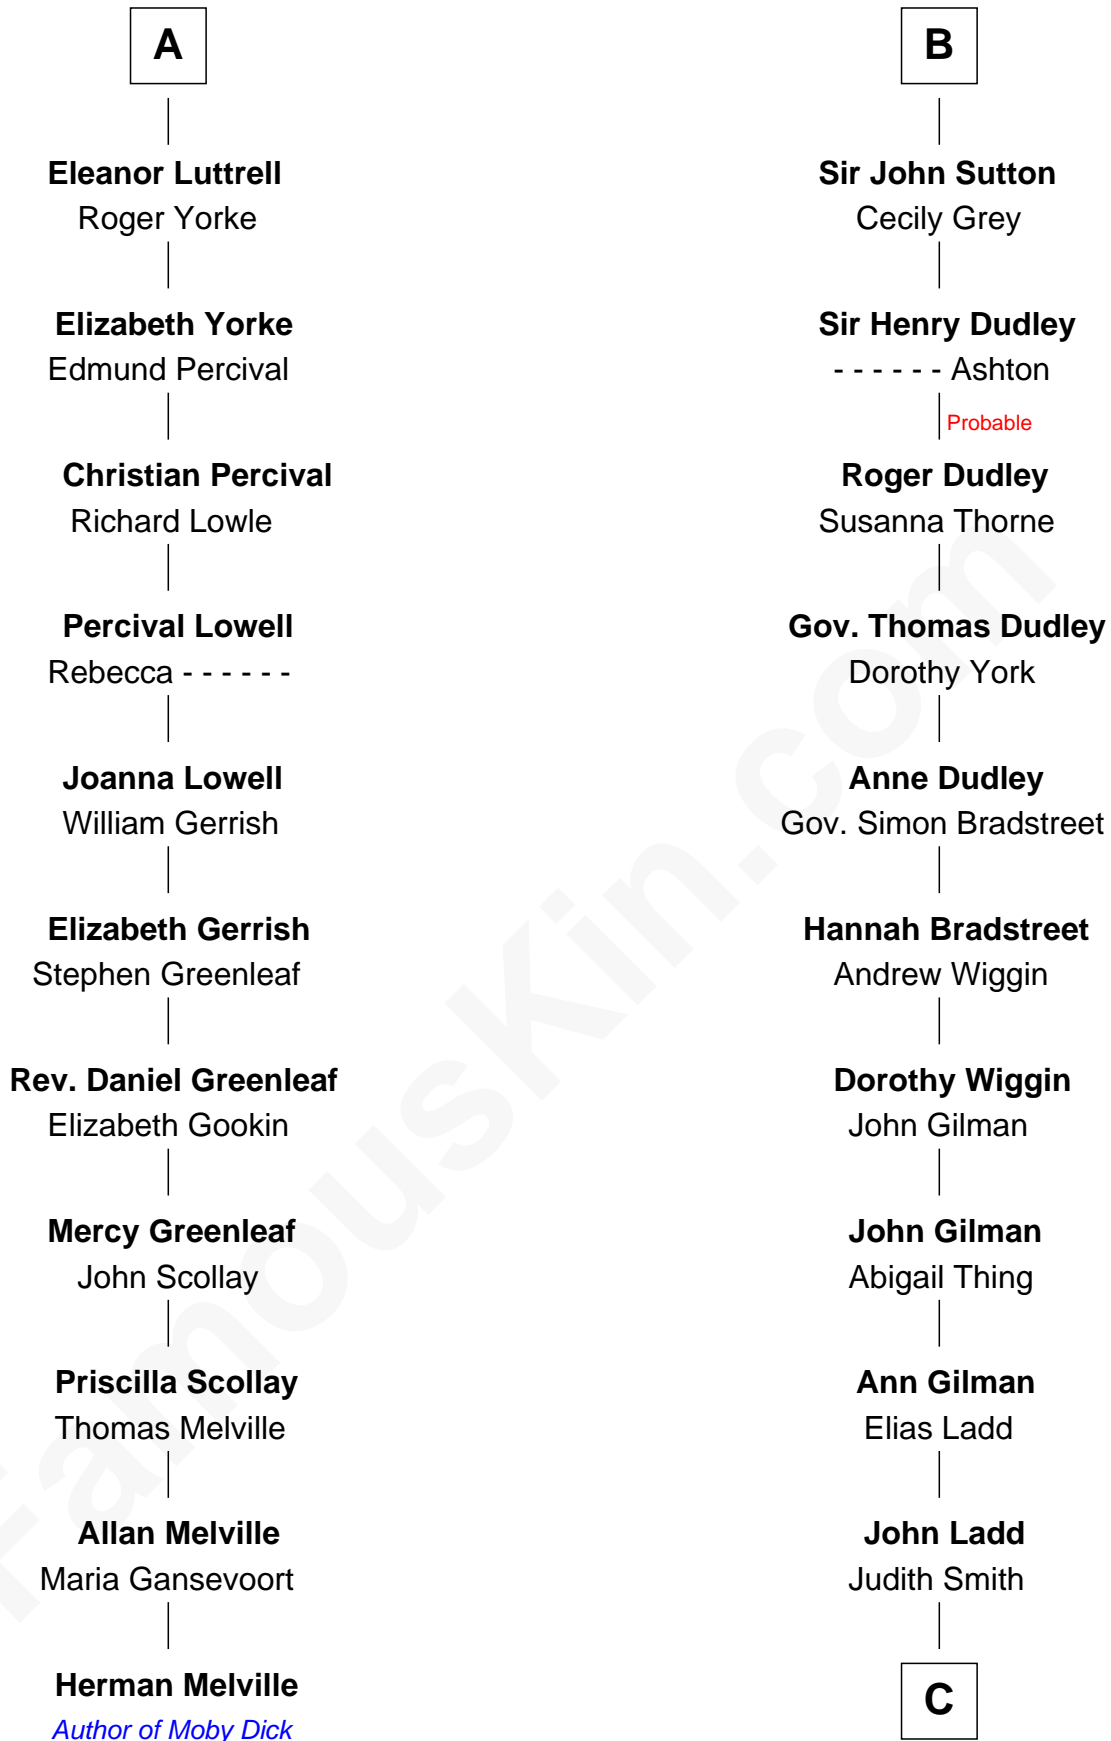 A
Eleanor Luttrell
Roger Yorke
Elizabeth Yorke
Edmund Percival
Christian Percival
Richard Lowle
Percival Lowell
Rebecca - - - - - -
Joanna Lowell
William Gerrish
Elizabeth Gerrish
Stephen Greenleaf
Rev. Daniel Greenleaf
Elizabeth Gookin
Mercy Greenleaf
John Scollay
Priscilla Scollay
Thomas Melville
Allan Melville
Maria Gansevoort
Herman Melville
Author of Moby Dick
B
Sir John Sutton
Cecily Grey
Sir Henry Dudley
- - - - - - Ashton
Probable
Roger Dudley
Susanna Thorne
Gov. Thomas Dudley
Dorothy York
Anne Dudley
Gov. Simon Bradstreet
Hannah Bradstreet
Andrew Wiggin
Dorothy Wiggin
John Gilman
John Gilman
Abigail Thing
Ann Gilman
Elias Ladd
John Ladd
Judith Smith
C
FamousKin.com